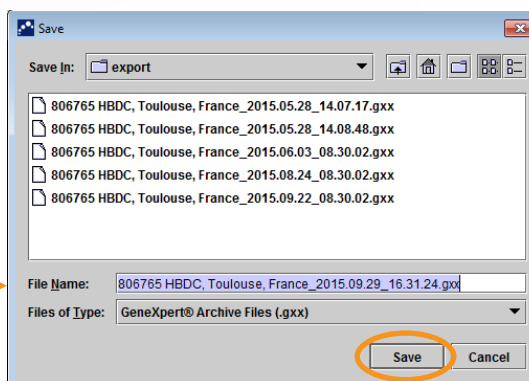 Save
Save In: export
806765 HBDC, Toulouse, France_2015.05.28_14.07.17.gxx
806765 HBDC, Toulouse, France_2015.05.28_14.08.48.gxx
806765 HBDC, Toulouse, France_2015.06.03_08.30.02.gxx
806765 HBDC, Toulouse, France_2015.08.24_08.30.02.gxx
806765 HBDC, Toulouse, France_2015.09.22_08.30.02.gxx
File Name: 806765 HBDC, Toulouse, France_2015.09.29_16.31.24.gxx
Files of Type: GeneXpert® Archive Files (.gxx)
Save Cancel